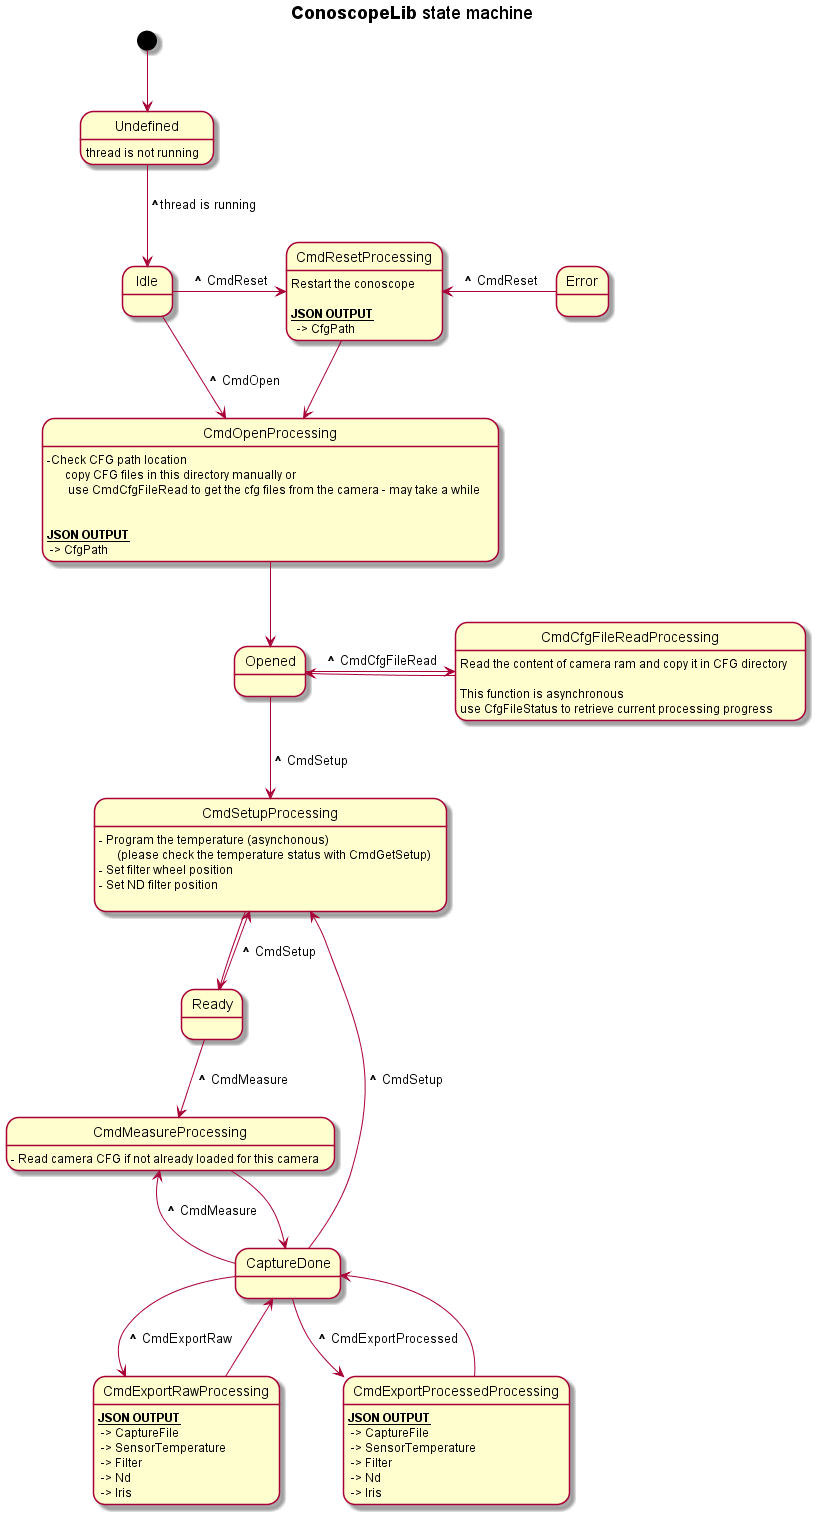 ConoscopeLib state machine
Undefined
thread is not running
^thread is running
Idle
^ CmdReset
CmdResetProcessing
Restart the conoscope
JSON OUTPUT
-> CfgPath
^ CmdReset
Error
^ CmdOpen
CmdOpenProcessing
-Check CFG path location
copy CFG files in this directory manually or
use CmdCfgFileRead to get the cfg files from the camera - may take a while
JSON OUTPUT
-> CfgPath
Opened
^ CmdCfgFileRead
CmdCfgFileReadProcessing
Read the content of camera ram and copy it in CFG directory
This function is asynchronous
use CfgFileStatus to retrieve current processing progress
^ CmdSetup
CmdSetupProcessing
- Program the temperature (asynchonous)
(please check the temperature status with CmdGetSetup)
- Set filter wheel position
- Set ND filter position
^ CmdSetup
Ready
^ CmdMeasure
^ CmdSetup
CmdMeasureProcessing
- Read camera CFG if not already loaded for this camera
^ CmdMeasure
CaptureDone
^ CmdExportRaw
^ CmdExportProcessed
CmdExportRawProcessing
JSON OUTPUT
-> CaptureFile
-> SensorTemperature
-> Filter
-> Nd
-> Iris
CmdExportProcessedProcessing
JSON OUTPUT
-> CaptureFile
-> SensorTemperature
-> Filter
-> Nd
-> Iris